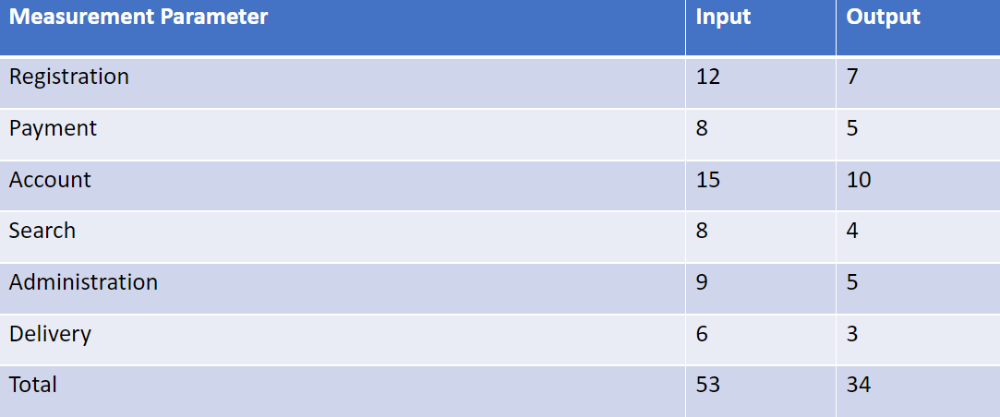 Measurement Parameter Input Output
Registration 12 7
Payment 8 5
Account 15 10
Search 8 4
Administration 9 5
Delivery 6 3
Total 53 34